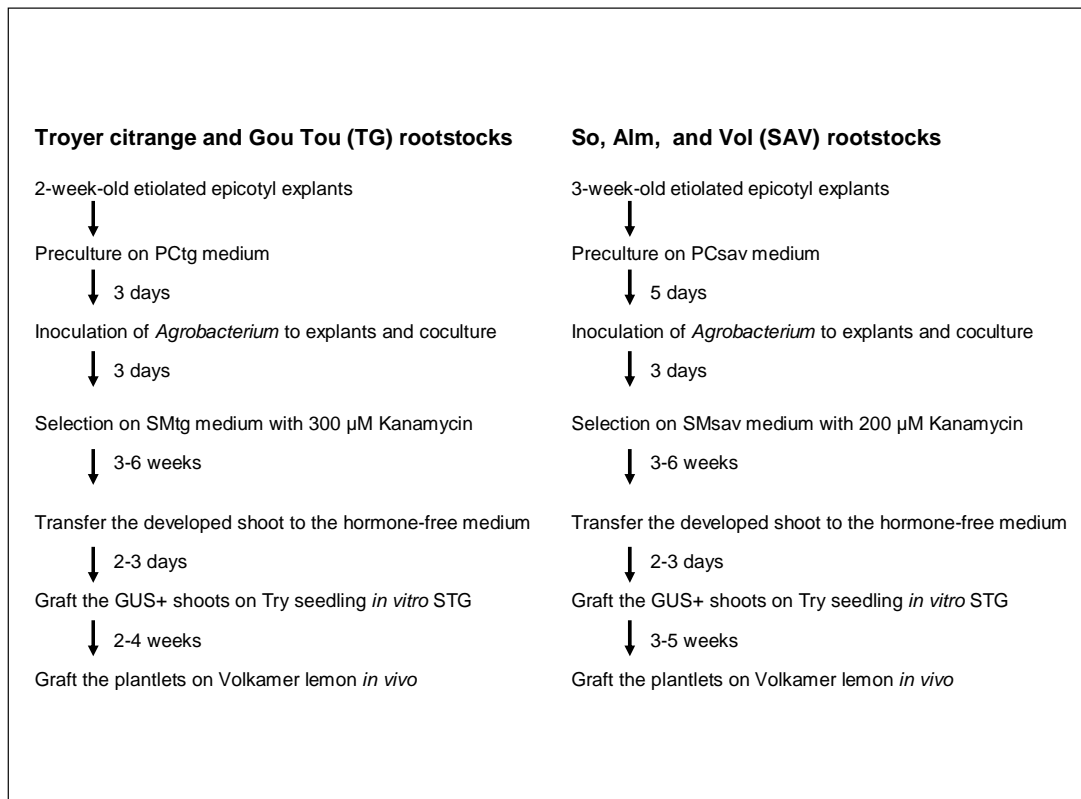 Troyer citrange and Gou Tou (TG) rootstocks
2-week-old etiolated epicotyl explants
Preculture on PCtg medium
3 days
Inoculation of Agrobacterium to explants and coculture
3 days
Selection on SMtg medium with 300 µM Kanamycin
3-6 weeks
Transfer the developed shoot to the hormone-free medium
2-3 days
Graft the GUS+ shoots on Try seedling in vitro STG
2-4 weeks
Graft the plantlets on Volkamer lemon in vivo
So, Alm, and Vol (SAV) rootstocks
3-week-old etiolated epicotyl explants
Preculture on PCsav medium
5 days
Inoculation of Agrobacterium to explants and coculture
3 days
Selection on SMsav medium with 200 µM Kanamycin
3-6 weeks
Transfer the developed shoot to the hormone-free medium
2-3 days
Graft the GUS+ shoots on Try seedling in vitro STG
3-5 weeks
Graft the plantlets on Volkamer lemon in vivo